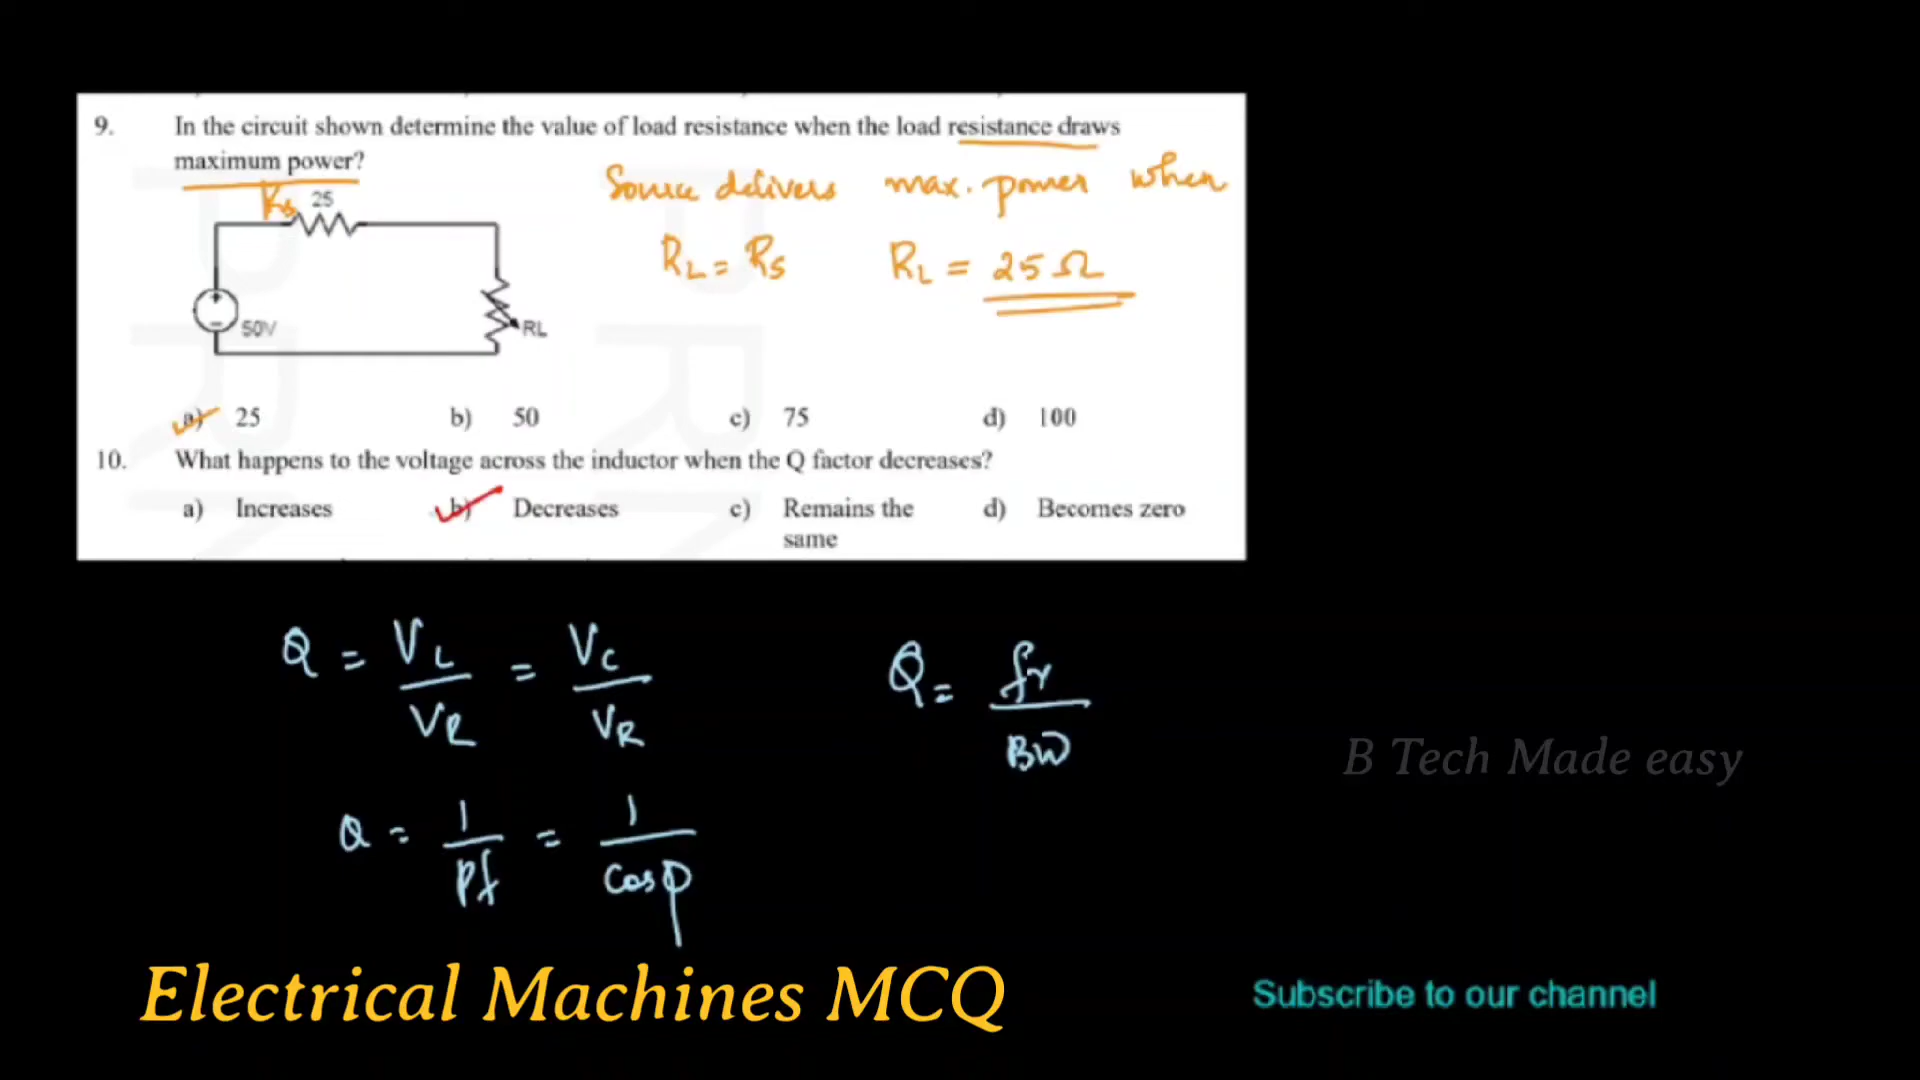 9. In the circuit shown determine the value of load resistance when the load resistance draws
maximum power?
Source delivers max. power when
Rs 25
RL = RS RL = 25 Ω
50V RL
a) 25 b) 50 c) 75 d) 100
10. What happens to the voltage across the inductor when the Q factor decreases?
a) Increases b) Decreases c) Remains the same d) Becomes zero
Q = VL/VR = VC/VR Q = fr/BW
B Tech Made easy
Q = 1/Pf = 1/Cosφ
Electrical Machines MCQ
Subscribe to our channel